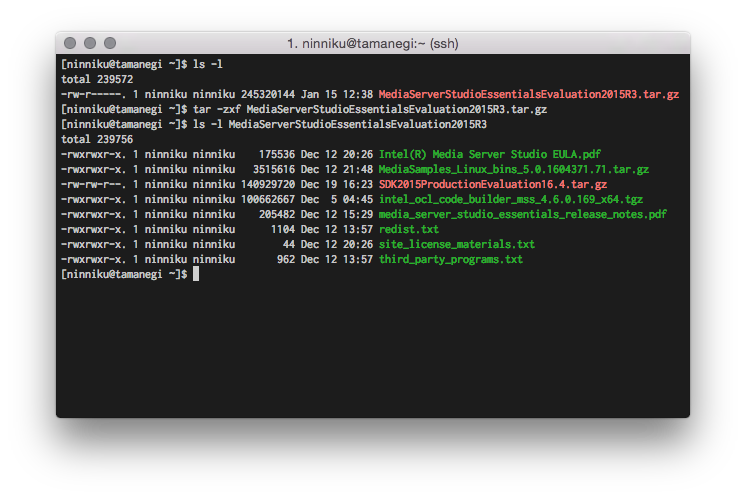 1. ninniku@tamanegi:~ (ssh)
[ninniku@tamanegi ~]$ ls -l
total 239572
-rw-r-----. 1 ninniku ninniku 245320144 Jan 15 12:38 MediaServerStudioEssentialsEvaluation2015R3.tar.gz
[ninniku@tamanegi ~]$ tar -zxf MediaServerStudioEssentialsEvaluation2015R3.tar.gz
[ninniku@tamanegi ~]$ ls -l MediaServerStudioEssentialsEvaluation2015R3
total 239756
-rwxrwxr-x. 1 ninniku ninniku    175536 Dec 12 20:26 Intel(R) Media Server Studio EULA.pdf
-rwxrwxr-x. 1 ninniku ninniku   3515616 Dec 12 21:48 MediaSamples_Linux_bins_5.0.1604371.71.tar.gz
-rw-rw-r--. 1 ninniku ninniku 140929720 Dec 19 16:23 SDK2015ProductionEvaluation16.4.tar.gz
-rwxrwxr-x. 1 ninniku ninniku 100662667 Dec  5 04:45 intel_ocl_code_builder_mss_4.6.0.169_x64.tgz
-rwxrwxr-x. 1 ninniku ninniku    205482 Dec 12 15:29 media_server_studio_essentials_release_notes.pdf
-rwxrwxr-x. 1 ninniku ninniku      1104 Dec 12 13:57 redist.txt
-rwxrwxr-x. 1 ninniku ninniku        44 Dec 12 20:26 site_license_materials.txt
-rwxrwxr-x. 1 ninniku ninniku       962 Dec 12 13:57 third_party_programs.txt
[ninniku@tamanegi ~]$